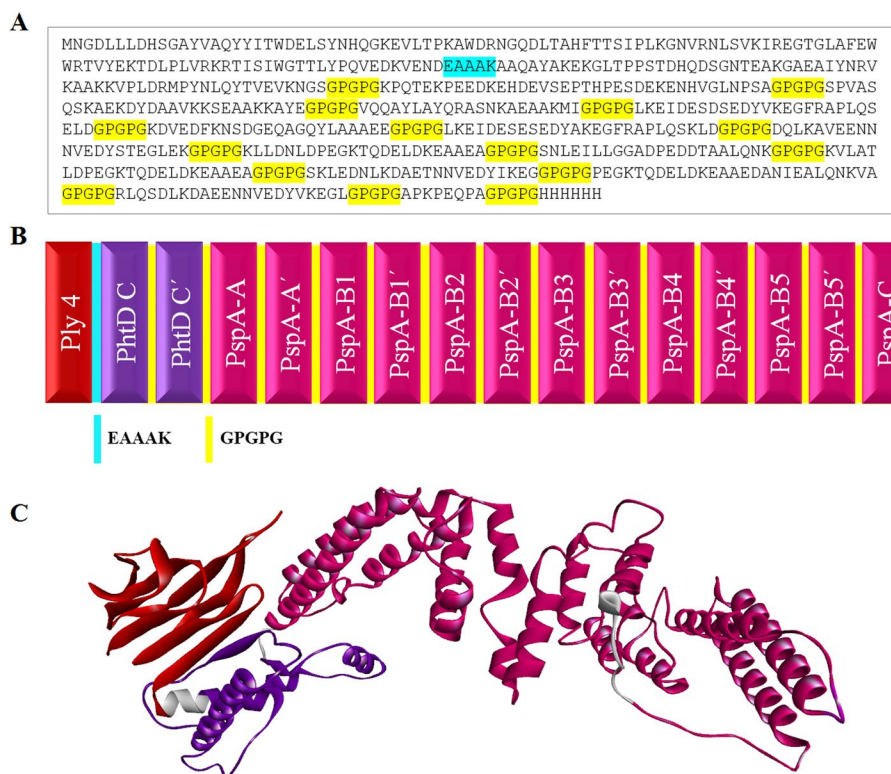 A
MNGDLLLDHSGAYVAQYYITWDELSYNHQGKEVLTPKAWDRNGQDLTAHFTTSIPLKGNVRNLSVKIREGTGLAFEW
WRTVYEKTDLPLVRKRTISIWGTTLYPQVEDKVENDEAAAKAAQAYAKEKGLTPPSTDHQDSGNTEAKGAEAIYNRV
KAAKKVPLDRMPYNLQYTVEVKNGSGPGPGKPQTEKPEEDKEHDEVSEPTHPESDEKENHVGLNPSAGPGPGSPVAS
QSKAEKDYDAAVKKSEAAKKAYEGPGPGVQQAYLAYQRASNKAEAAKMIGPGPGLKEIDESDSEDYVKEGFRAPLQS
ELDGPGPGKDVEDFKNSDGEQAGQYLAAAEEGPGPGLKEIDESESEDYAKEGFRAPLQSKLDGPGPGDQLKAVEENN
NVEDYSTEGLEKGPGPGKLLDNLDPEGKTQDELDKEAAEAGPGPGSNLEILLGGADPEDDTAALQNKGPGPGKVLAT
LDPEGKTQDELDKEAAEAGPGPGSKLEDNLKDAETNNVEDYIKEGGPGPGPEGKTQDELDKEAAEDANIEALQNKVA
GPGPGRLQSDLKDAEENNVEDYVKEGLGPGPGAPKPEQPAGPGPGHHHHHH
B
Ply 4
PhtD C
PhtD C´
PspA-A
PspA-A´
PspA-B1
PspA-B1´
PspA-B2
PspA-B2´
PspA-B3
PspA-B3´
PspA-B4
PspA-B4´
PspA-B5
PspA-B5´
PspA-C
EAAAK
GPGPG
C